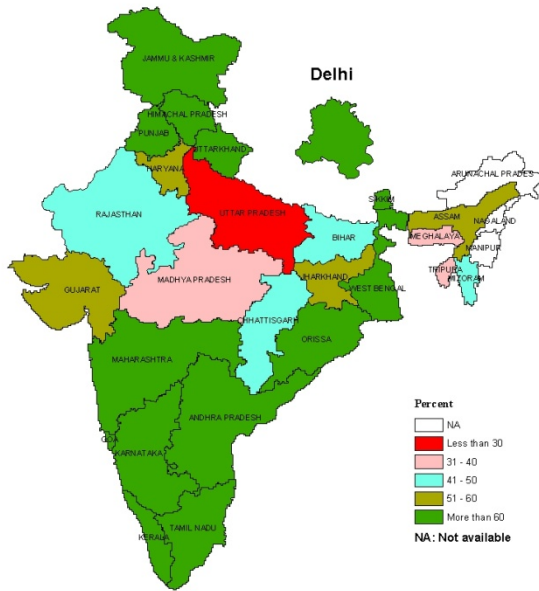 JAMMU & KASHMIR
Delhi
HIMACHAL PRADESH
PUNJAB
UTTARKHAND
HARYANA
ARUNACHAL PRADES
SIKKIM
RAJASTHAN
UTTAR PRADESH
ASSAM
NAGALAND
BIHAR
MEGHALAYA
MANIPUR
TRIPURA
MIZORAM
GUJARAT
MADHYA PRADESH
JHARKHAND
WEST BENGAL
CHHATTISGARH
ORISSA
MAHARASHTRA
ANDHRA PRADESH
GOA
KARNATAKA
TAMIL NADU
KERALA
Percent
NA
Less than 30
31 - 40
41 - 50
51 - 60
More than 60
NA: Not available